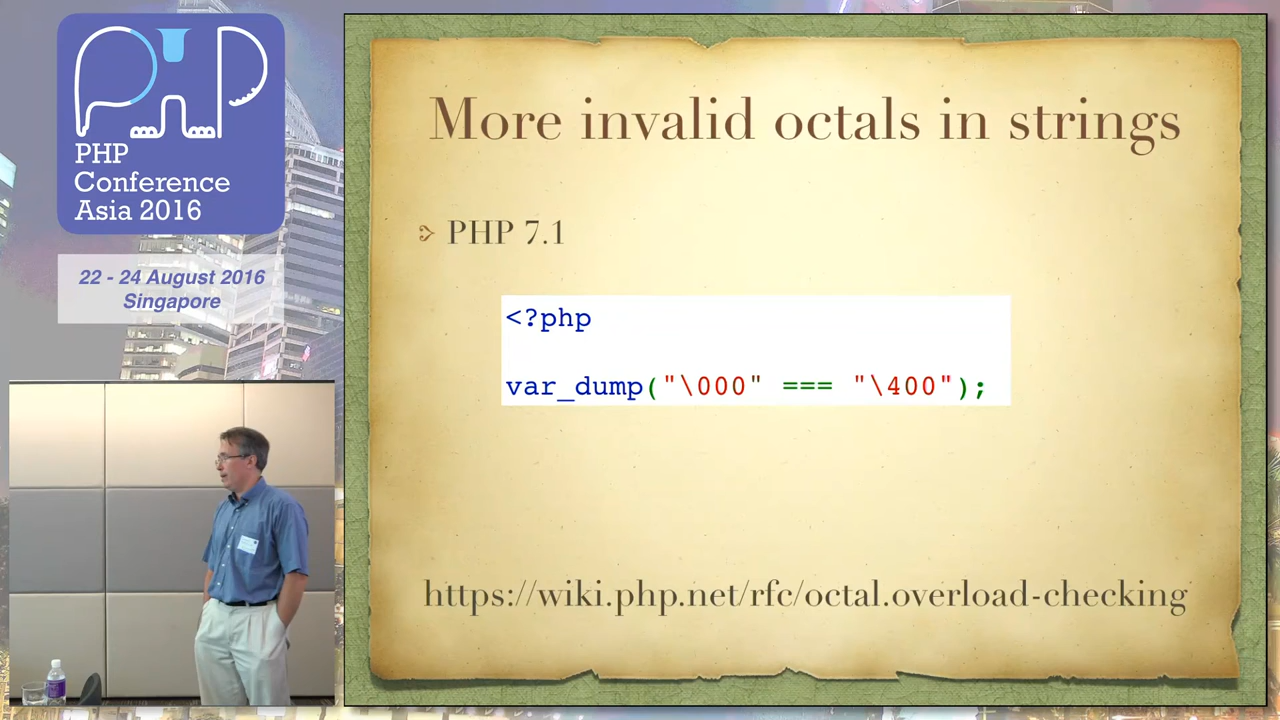 PHP
Conference
Asia 2016
22 - 24 August 2016
Singapore
More invalid octals in strings
PHP 7.1
<?php
var_dump("\000" === "\400");
https://wiki.php.net/rfc/octal.overload-checking